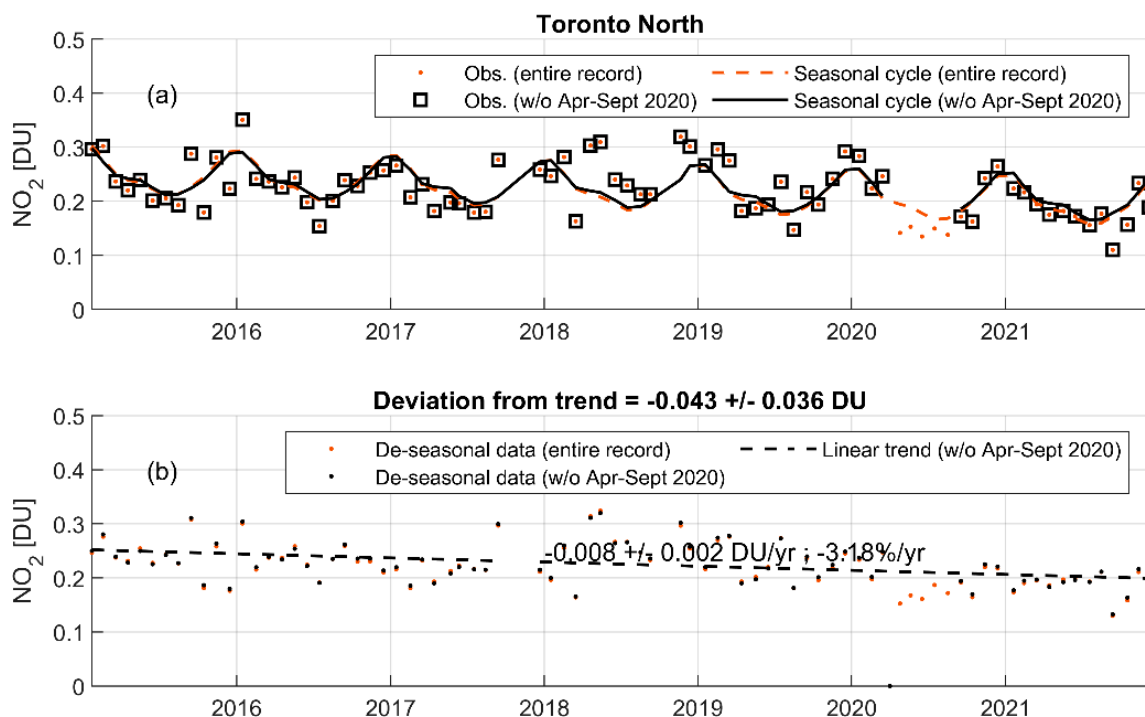 Toronto North
0.5
(a)
Obs. (entire record)
Seasonal cycle (entire record)
Obs. (w/o Apr-Sept 2020)
Seasonal cycle (w/o Apr-Sept 2020)
0.4
0.3
0.2
0.1
0
NO2 [DU]
2016 2017 2018 2019 2020 2021
Deviation from trend = -0.043 +/- 0.036 DU
0.5
(b)
De-seasonal data (entire record)
Linear trend (w/o Apr-Sept 2020)
De-seasonal data (w/o Apr-Sept 2020)
0.4
0.3
-0.008 +/- 0.002 DU/yr ; -3.18%/yr
0.2
0.1
0
NO2 [DU]
2016 2017 2018 2019 2020 2021